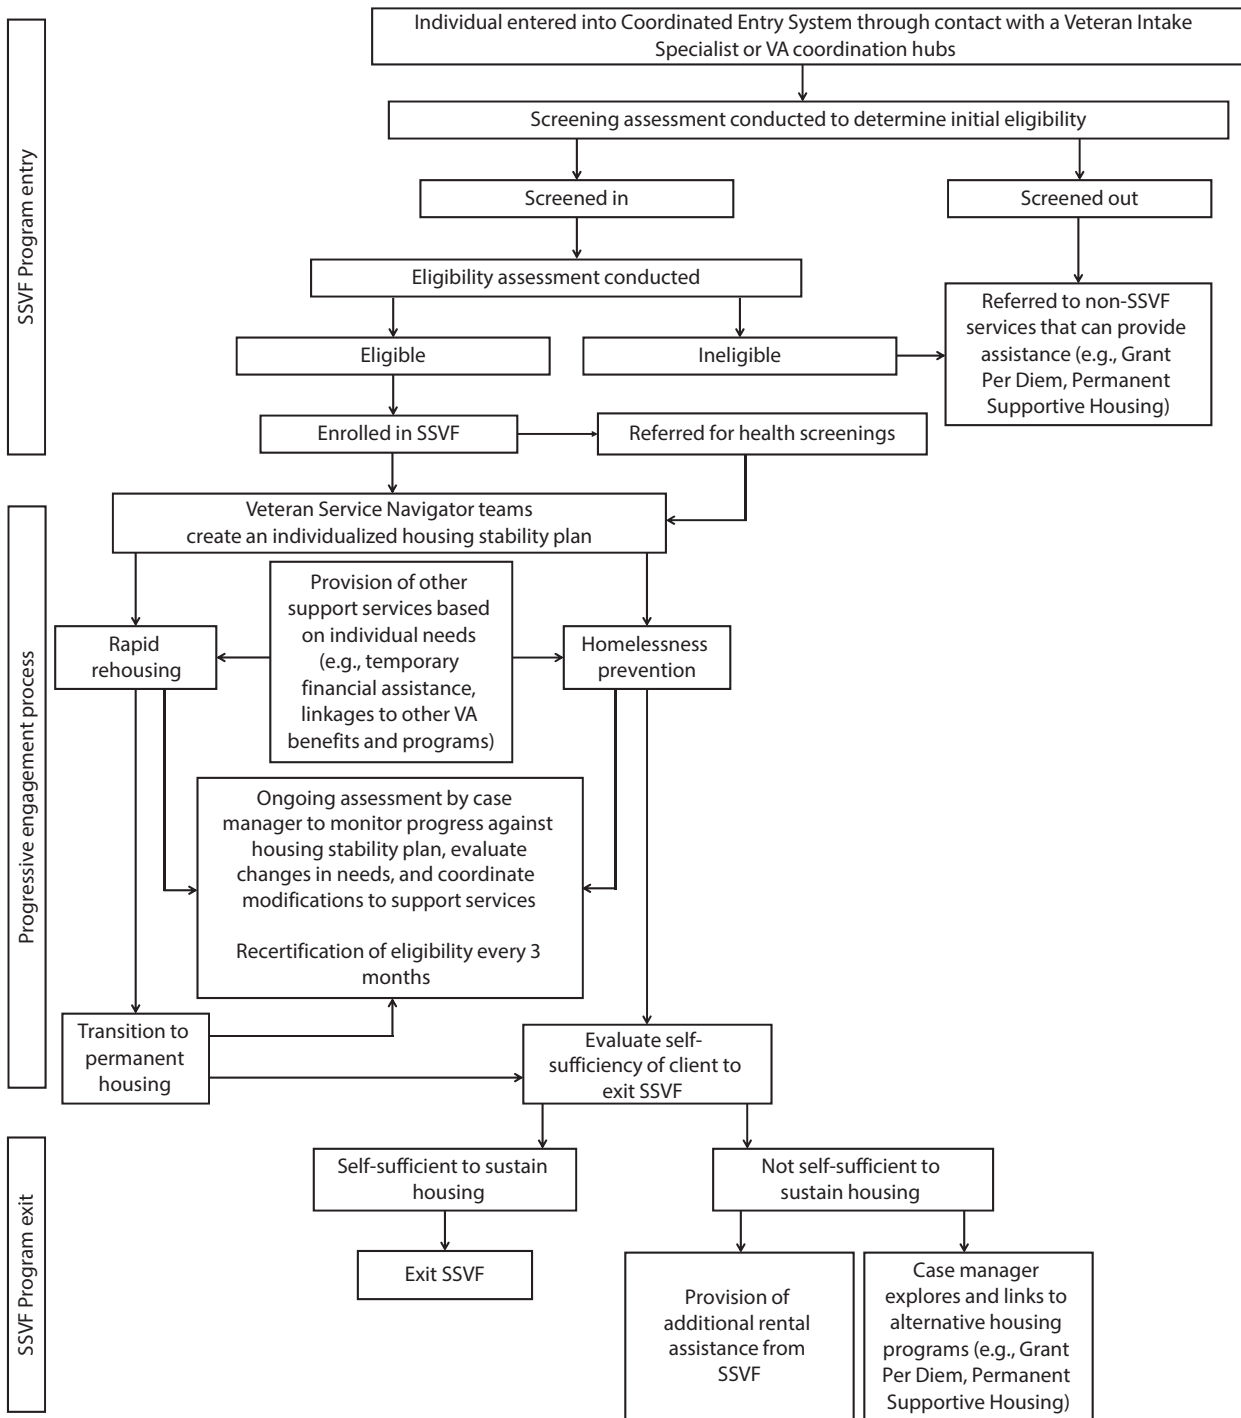 SSVF Program entry
Individual entered into Coordinated Entry System through contact with a Veteran Intake
Specialist or VA coordination hubs
Screening assessment conducted to determine initial eligibility
Screened in
Screened out
Eligibility assessment conducted
Eligible
Ineligible
Referred to non-SSVF
services that can provide
assistance (e.g., Grant
Per Diem, Permanent
Supportive Housing)
Enrolled in SSVF
Referred for health screenings
Progressive engagement process
Veteran Service Navigator teams
create an individualized housing stability plan
Rapid
rehousing
Provision of other
support services based
on individual needs
(e.g., temporary
financial assistance,
linkages to other VA
benefits and programs)
Homelessness
prevention
Ongoing assessment by case
manager to monitor progress against
housing stability plan, evaluate
changes in needs, and coordinate
modifications to support services
Recertification of eligibility every 3
months
Transition to
permanent
housing
Evaluate self-
sufficiency of client to
exit SSVF
SSVF Program exit
Self-sufficient to sustain
housing
Not self-sufficient to
sustain housing
Exit SSVF
Provision of
additional rental
assistance from
SSVF
Case manager
explores and links to
alternative housing
programs (e.g., Grant
Per Diem, Permanent
Supportive Housing)